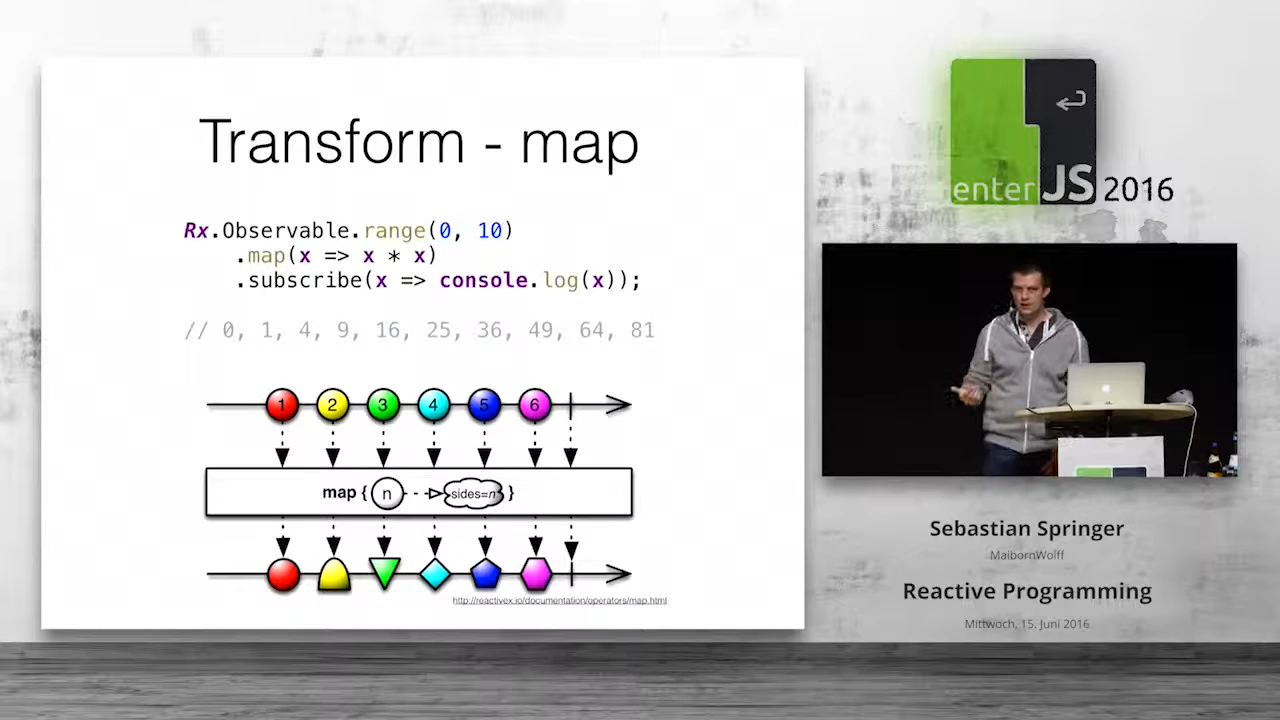 Transform - map
Rx.Observable.range(0, 10)
.map(x => x * x)
.subscribe(x => console.log(x));
// 0, 1, 4, 9, 16, 25, 36, 49, 64, 81
1 2 3 4 5 6
map { n sides=n }
http://reactivex.io/documentation/operators/map.html
enterJS 2016
Sebastian Springer
MaibornWolff
Reactive Programming
Mittwoch, 15. Juni 2016